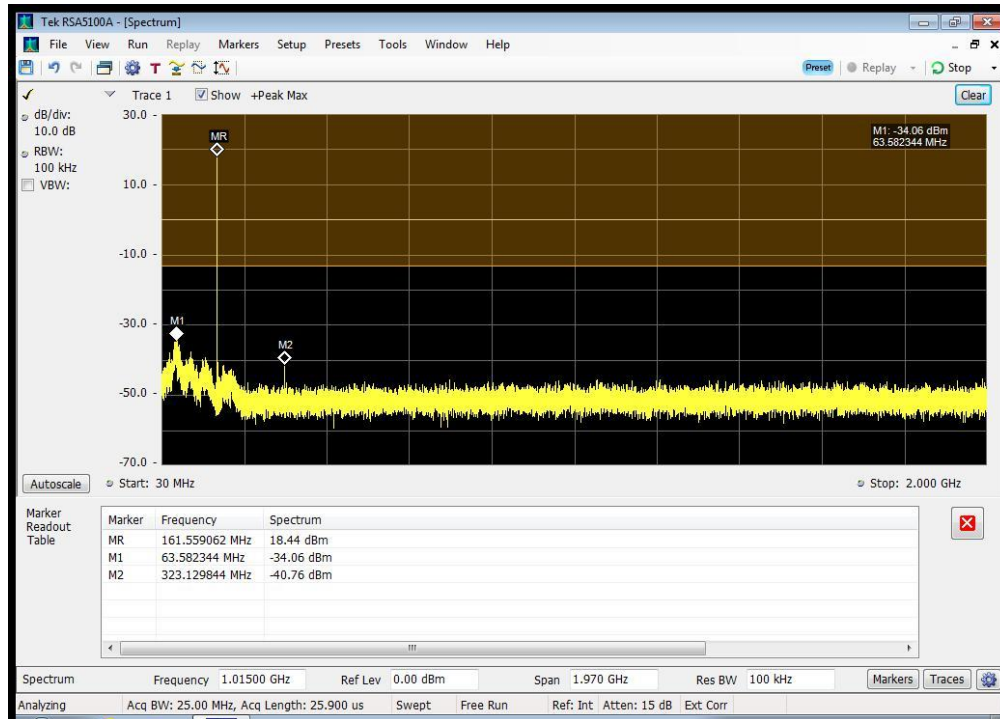 Tek RSA5100A - [Spectrum]
File View Run Replay Markers Setup Presets Tools Window Help
T Preset Replay Stop
Trace 1 Show +Peak Max Clear
dB/div:
10.0 dB
RBW:
100 kHz
VBW:
30.0
10.0
-10.0
-30.0
-50.0
-70.0
MR
M1: -34.06 dBm
63.582344 MHz
M1
M2
Autoscale Start: 30 MHz Stop: 2.000 GHz
Marker
Readout
Table
Marker Frequency Spectrum
MR 161.559062 MHz 18.44 dBm
M1 63.582344 MHz -34.06 dBm
M2 323.129844 MHz -40.76 dBm
Spectrum Frequency 1.01500 GHz Ref Lev 0.00 dBm Span 1.970 GHz Res BW 100 kHz Markers Traces
Analyzing Acq BW: 25.00 MHz, Acq Length: 25.900 us Swept Free Run Ref: Int Atten: 15 dB Ext Corr